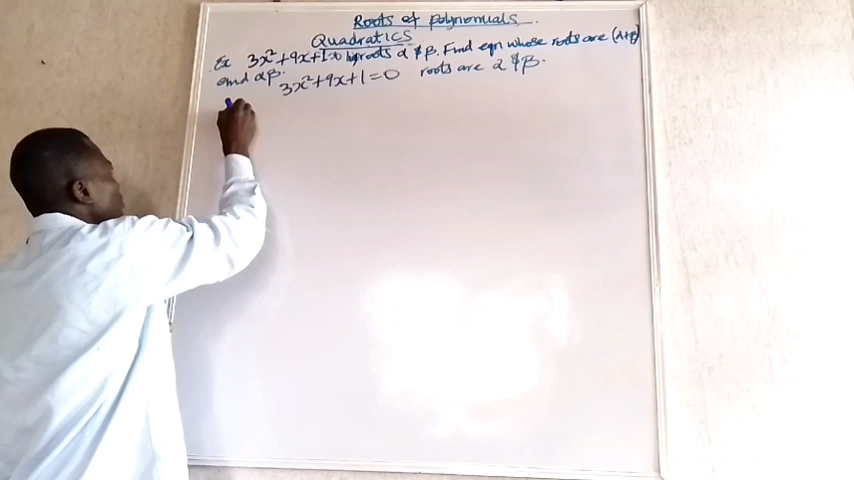 Roots of polynomials.
Quadratics
Ex 3x²+9x+1=0 roots α & β. Find eqn whose roots are (α+β)
and αβ.
3x²+9x+1=0 roots are α & β.